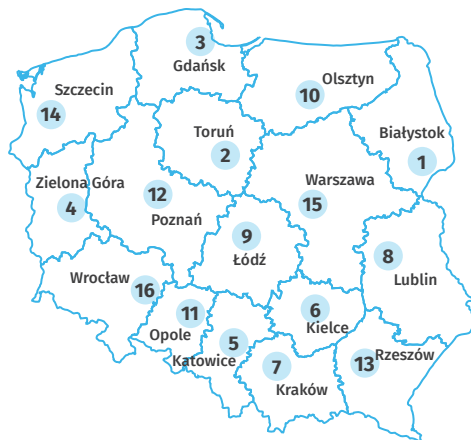 3
Gdańsk
Szczecin
14
Olsztyn
10
Toruń
2
Białystok
1
Zielona Góra
4
12
Poznań
Warszawa
15
9
Łódź
8
Lublin
Wrocław
16
11
Opole
6
Kielce
5
Katowice
7
Kraków
13
Rzeszów